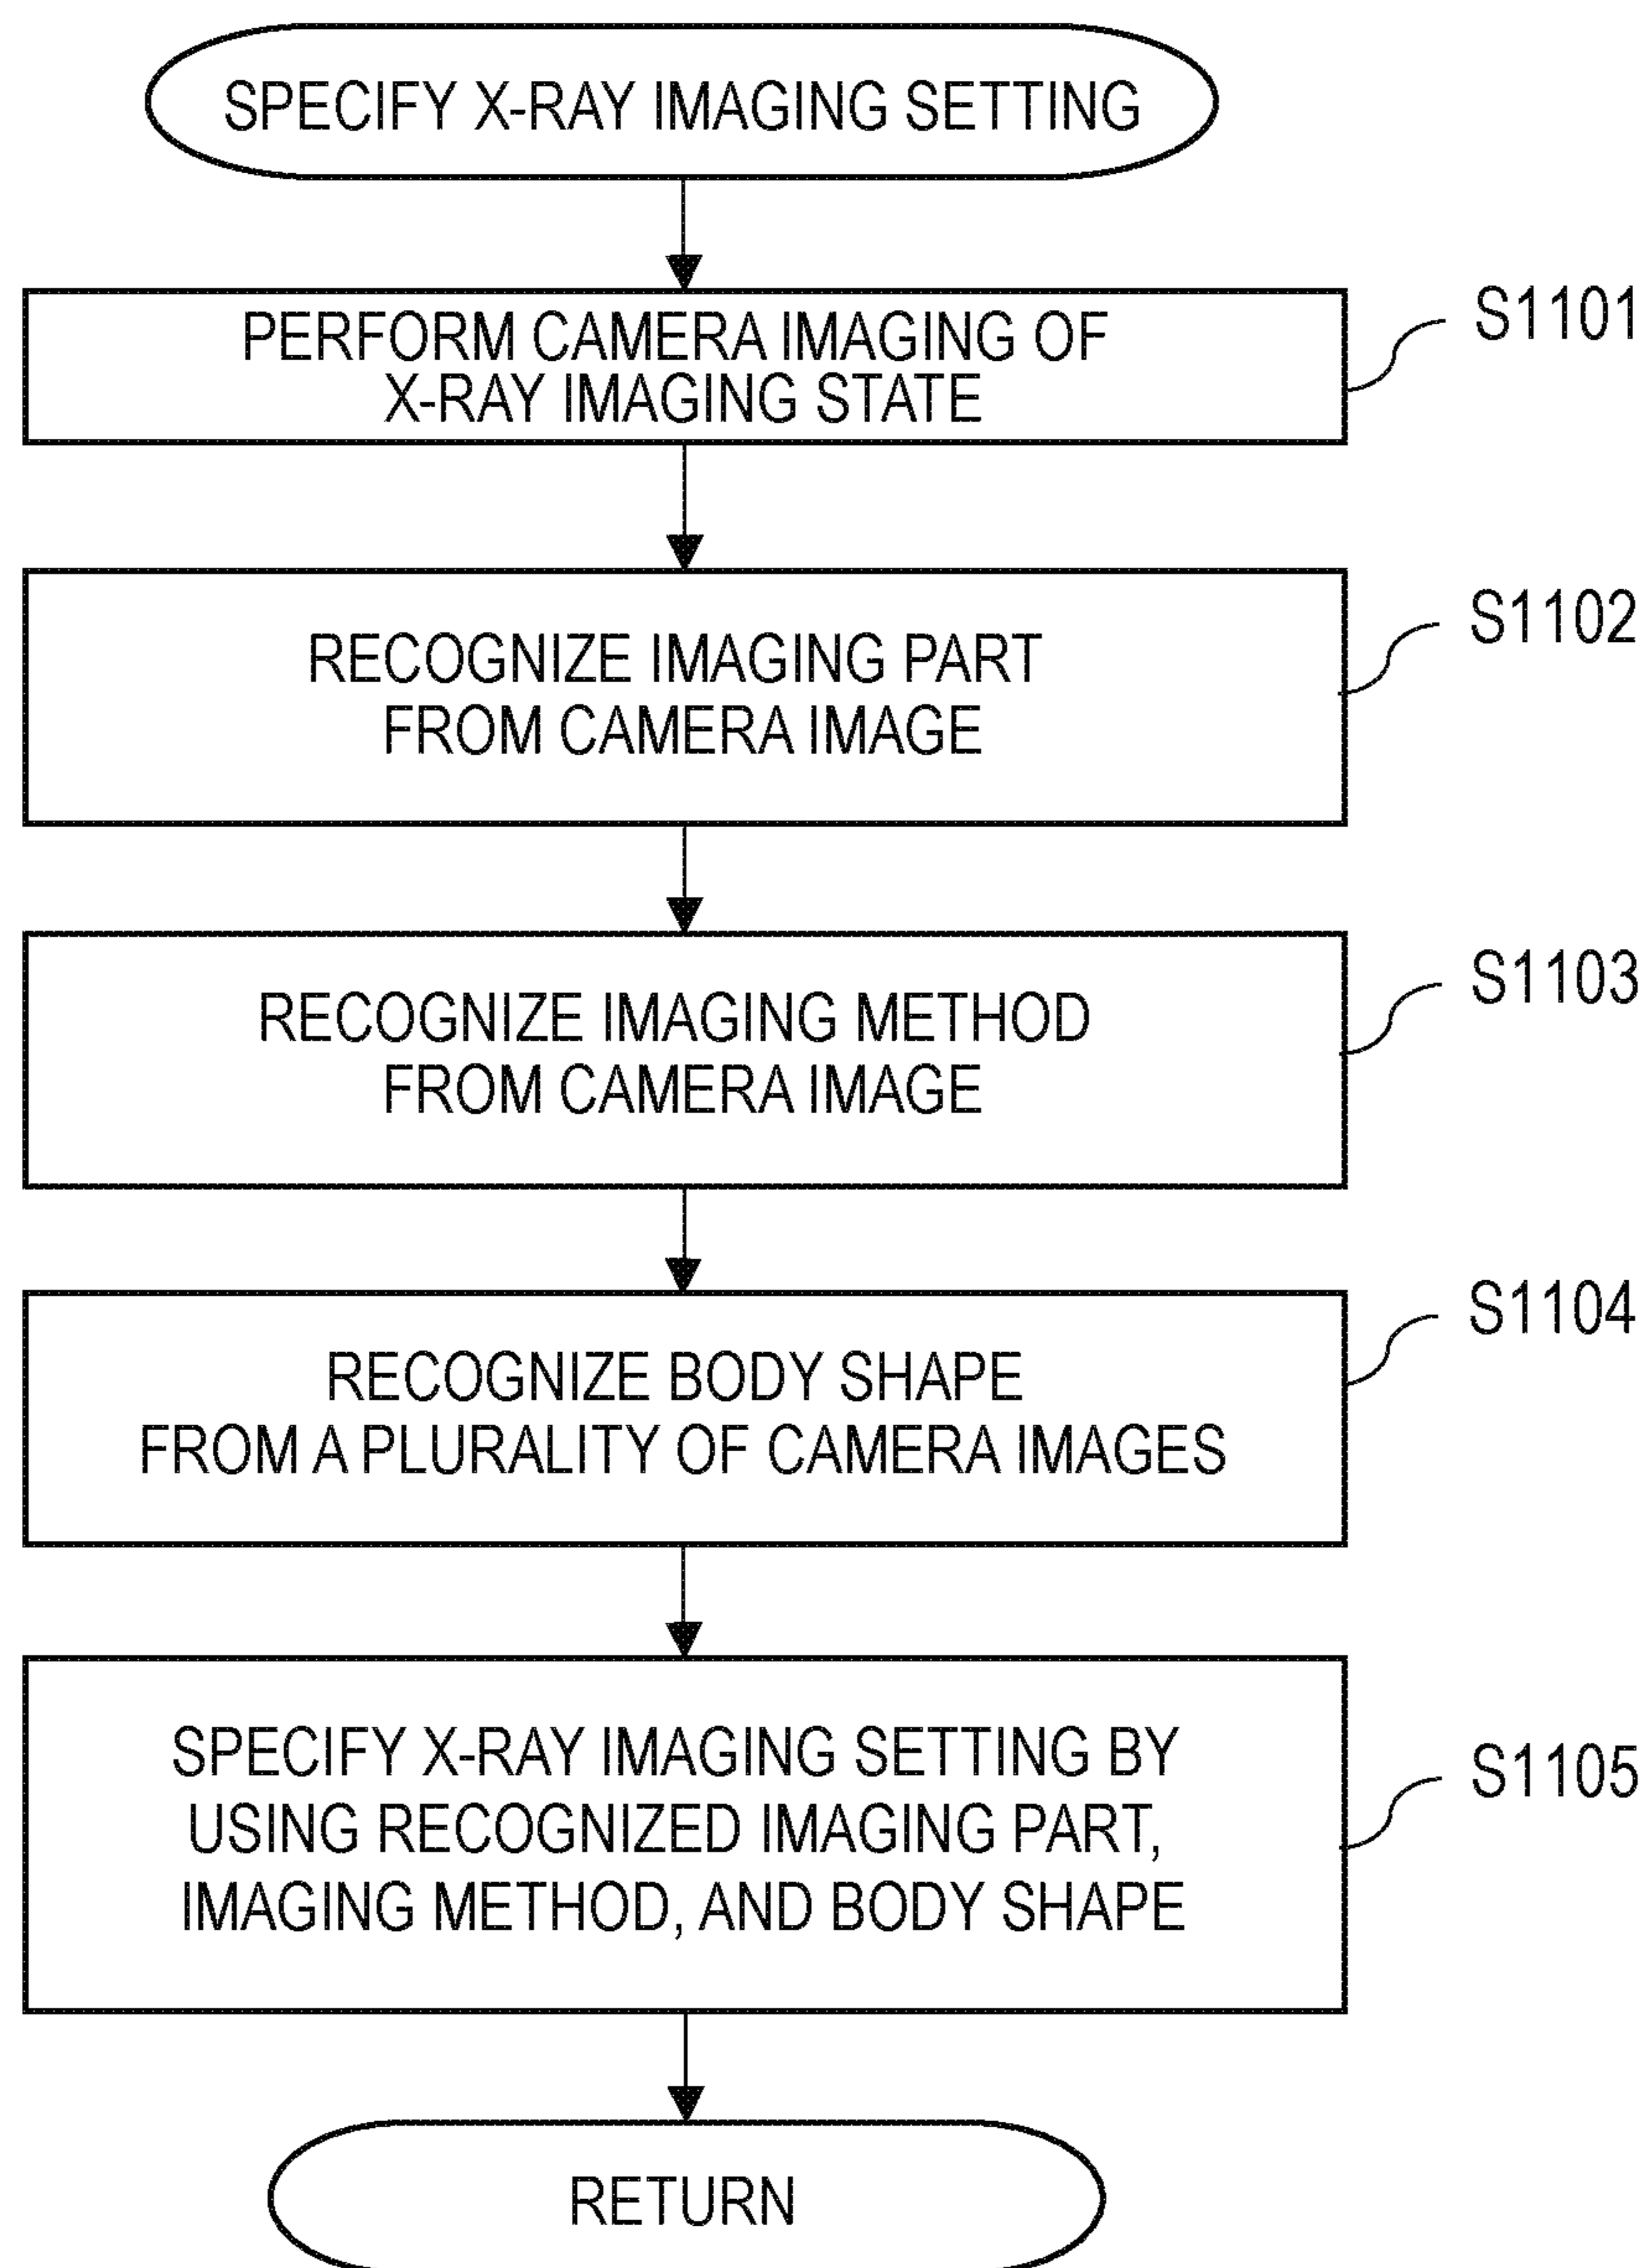 SPECIFY X-RAY IMAGING SETTING
PERFORM CAMERA IMAGING OF
X-RAY IMAGING STATE
S1101
RECOGNIZE IMAGING PART
FROM CAMERA IMAGE
S1102
RECOGNIZE IMAGING METHOD
FROM CAMERA IMAGE
S1103
RECOGNIZE BODY SHAPE
FROM A PLURALITY OF CAMERA IMAGES
S1104
SPECIFY X-RAY IMAGING SETTING BY
USING RECOGNIZED IMAGING PART,
IMAGING METHOD, AND BODY SHAPE
S1105
RETURN